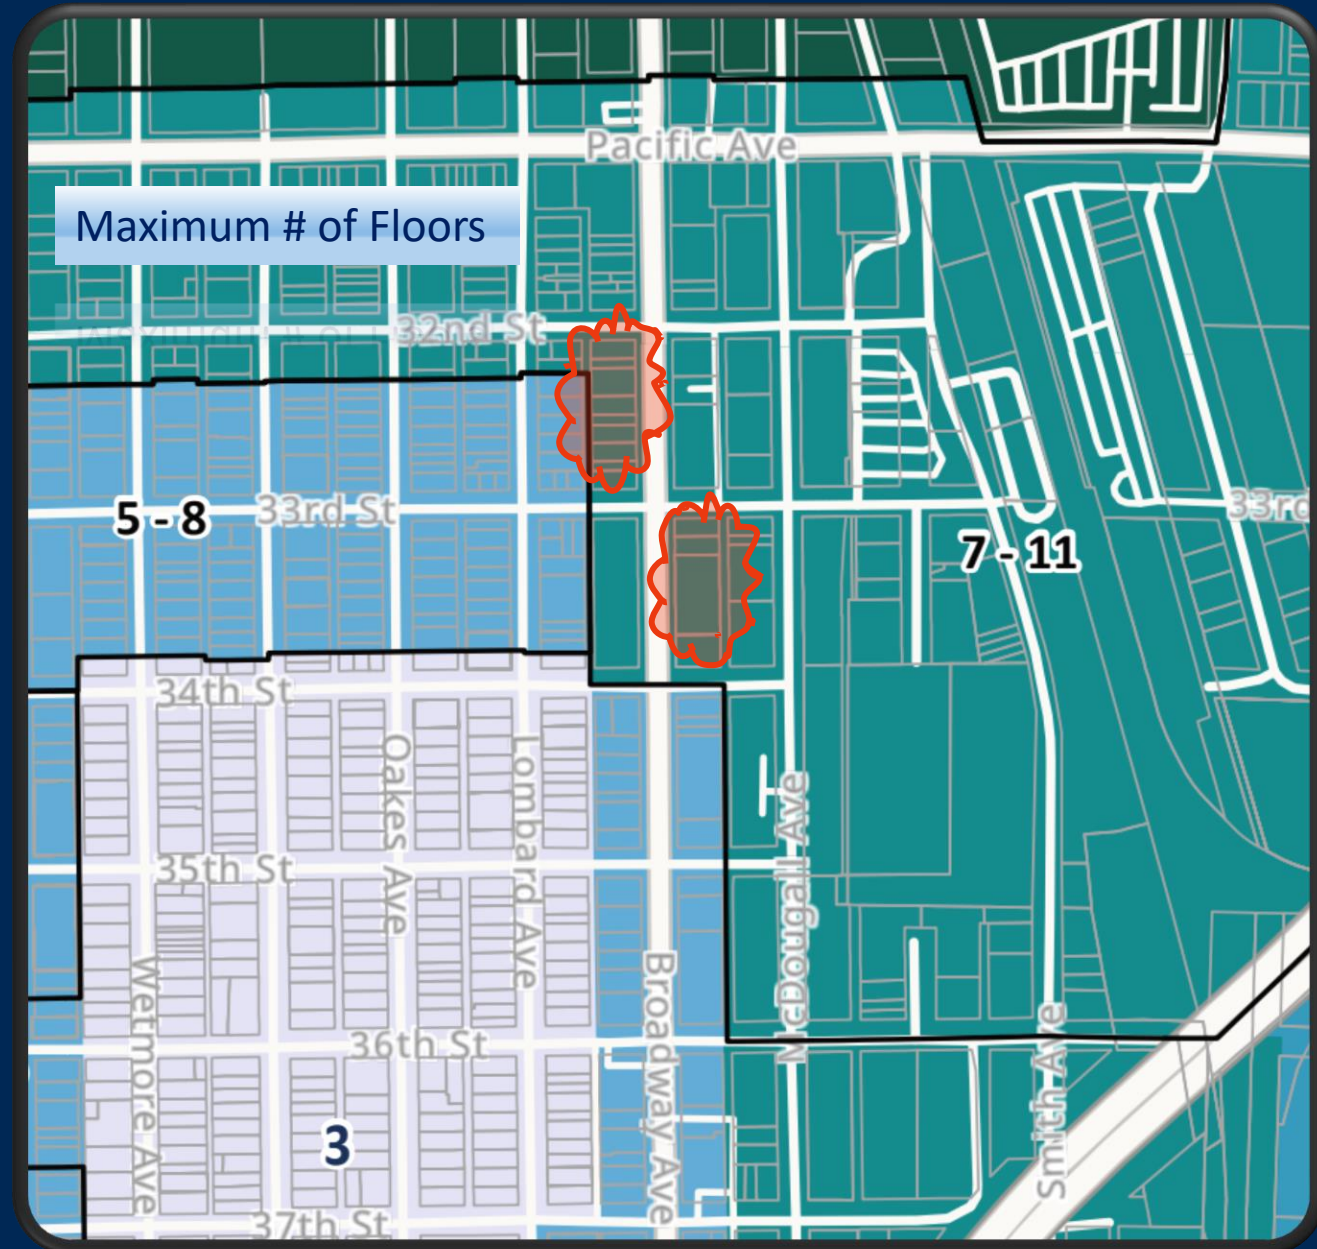 Pacific Ave
Maximum # of Floors
32nd St
33rd St
33rd
5 - 8
7 - 11
34th St
Oakes Ave
Lombard Ave
McDougall Ave
35th St
Wetmore Ave
Broadway Ave
Smith Ave
36th St
3
37th St